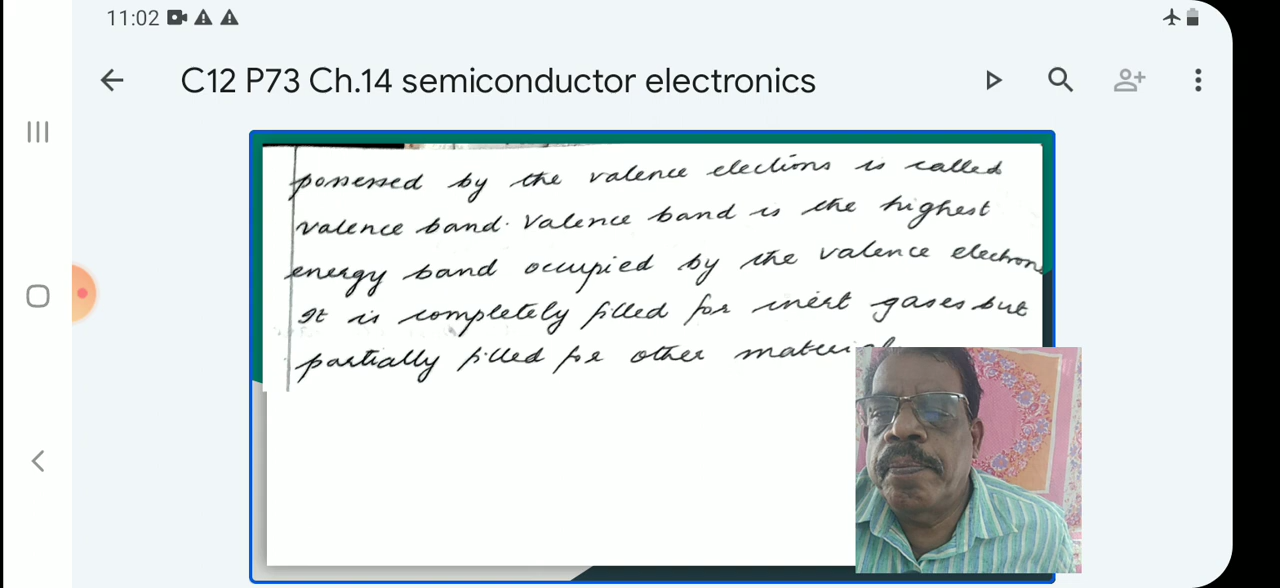 11:02
C12 P73 Ch.14 semiconductor electronics
possessed by the valence elections is called
valence band. Valence band is the highest
energy band occupied by the valence electrons
It is completely filled for inert gases but
partially filled for other material